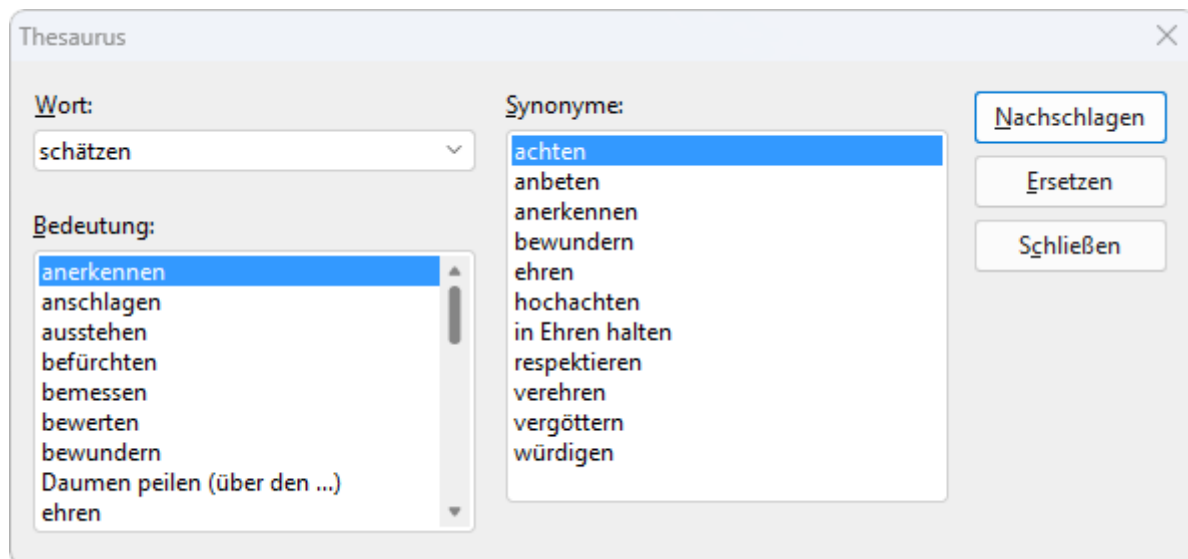 Thesaurus
Wort:
schätzen
Bedeutung:
anerkennen
anschlagen
ausstehen
befürchten
bemessen
bewerten
bewundern
Daumen peilen (über den ...)
ehren
Synonyme:
achten
anbeten
anerkennen
bewundern
ehren
hochachten
in Ehren halten
respektieren
verehren
vergöttern
würdigen
Nachschlagen
Ersetzen
Schließen